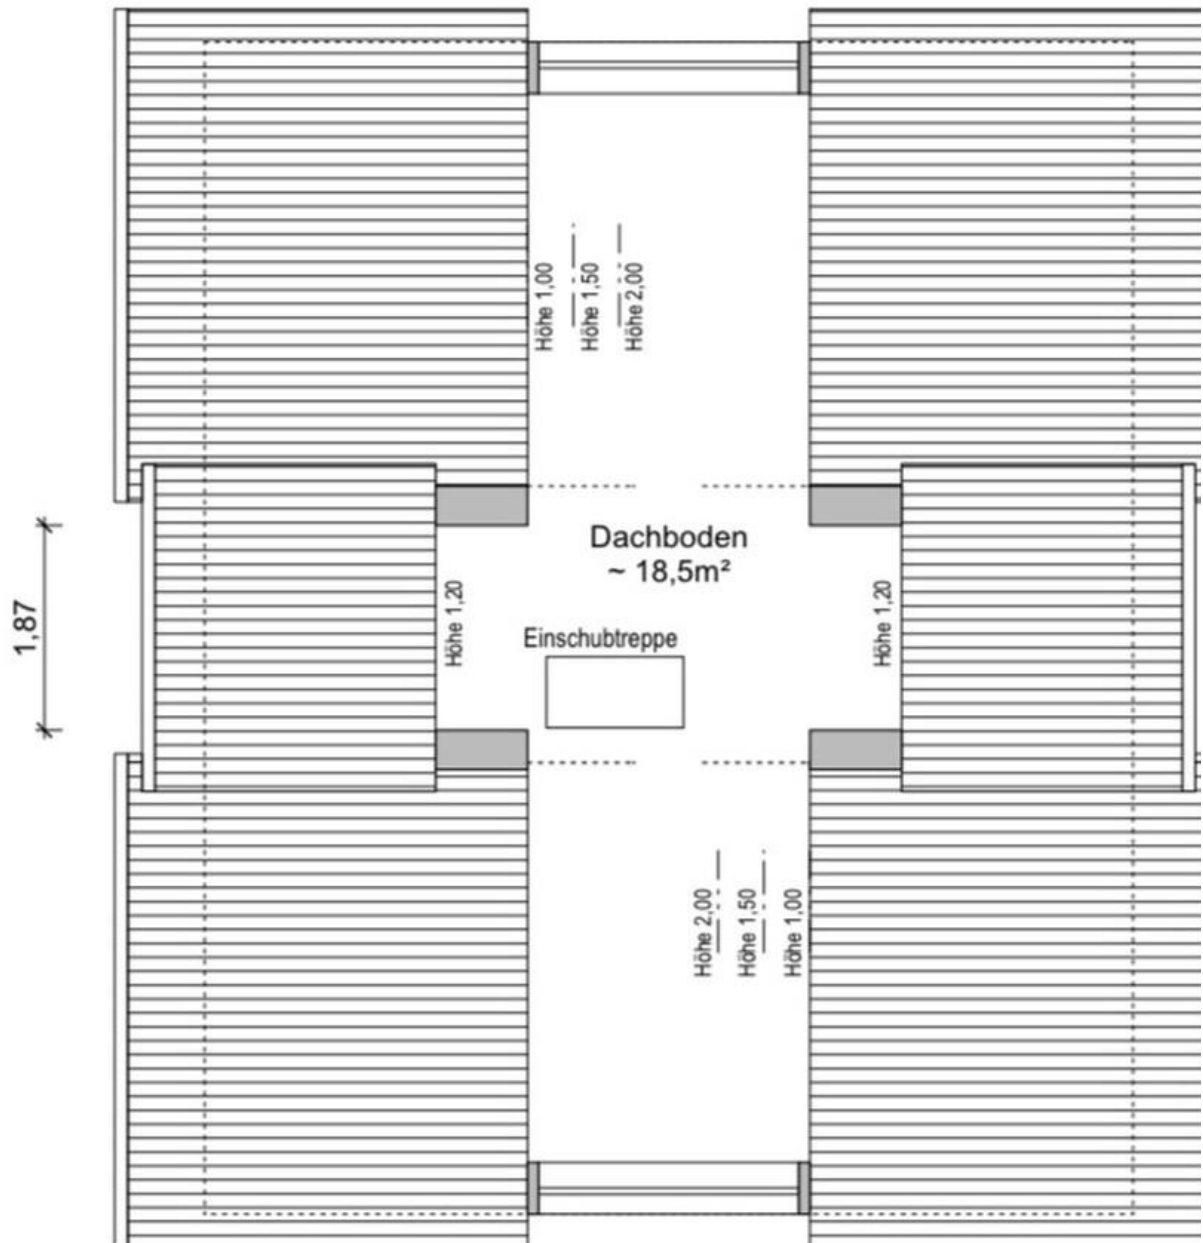 Höhe 1,00
Höhe 1,50
Höhe 2,00
Dachboden
~ 18,5m²
1,87
Höhe 1,20
Einschubtreppe
Höhe 1,20
Höhe 2,00
Höhe 1,50
Höhe 1,00